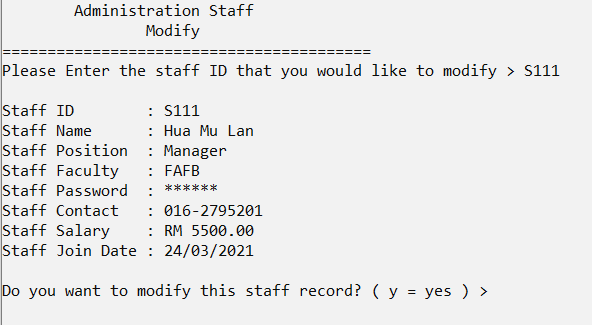 Administration Staff
Modify
=========================================
Please Enter the staff ID that you would like to modify > S111
Staff ID : S111
Staff Name : Hua Mu Lan
Staff Position : Manager
Staff Faculty : FAFB
Staff Password : ******
Staff Contact : 016-2795201
Staff Salary : RM 5500.00
Staff Join Date : 24/03/2021
Do you want to modify this staff record? ( y = yes ) >